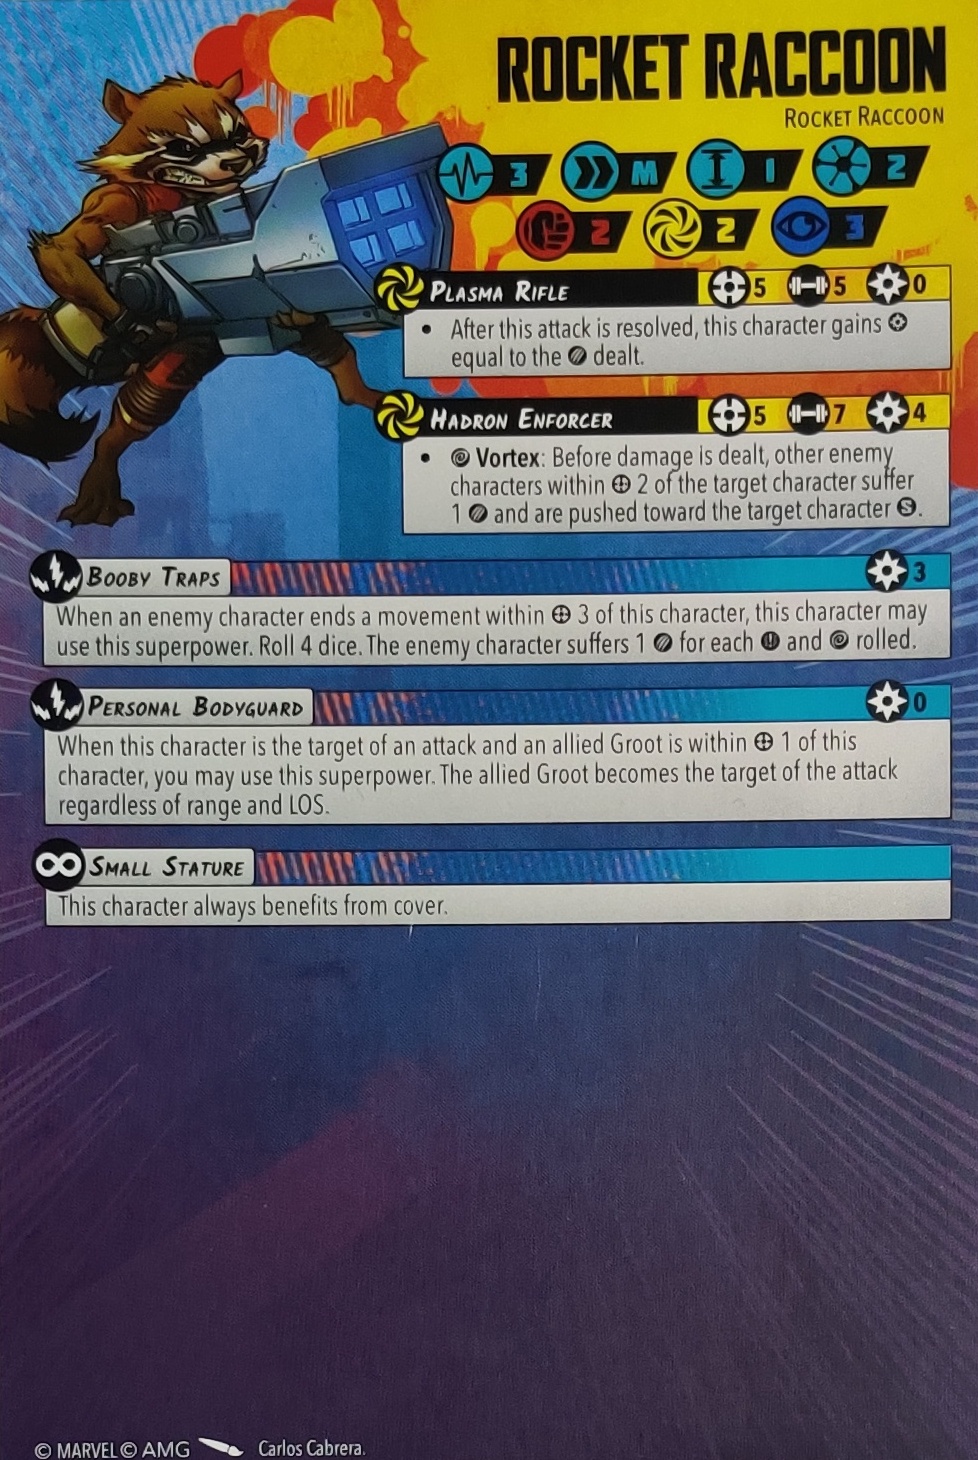 ROCKET RACCOON
ROCKET RACCOON
3 M 1 2
2 2 3
PLASMA RIFLE 5 5 0
• After this attack is resolved, this character gains
equal to the dealt.
HADRON ENFORCER 5 7 4
• Vortex: Before damage is dealt, other enemy
characters within 2 of the target character suffer
1 and are pushed toward the target character S.
BOOBY TRAPS 3
When an enemy character ends a movement within 3 of this character, this character may
use this superpower. Roll 4 dice. The enemy character suffers 1 for each and rolled.
PERSONAL BODYGUARD 0
When this character is the target of an attack and an allied Groot is within 1 of this
character, you may use this superpower. The allied Groot becomes the target of the attack
regardless of range and LOS.
SMALL STATURE
This character always benefits from cover.
© MARVEL © AMG Carlos Cabrera.